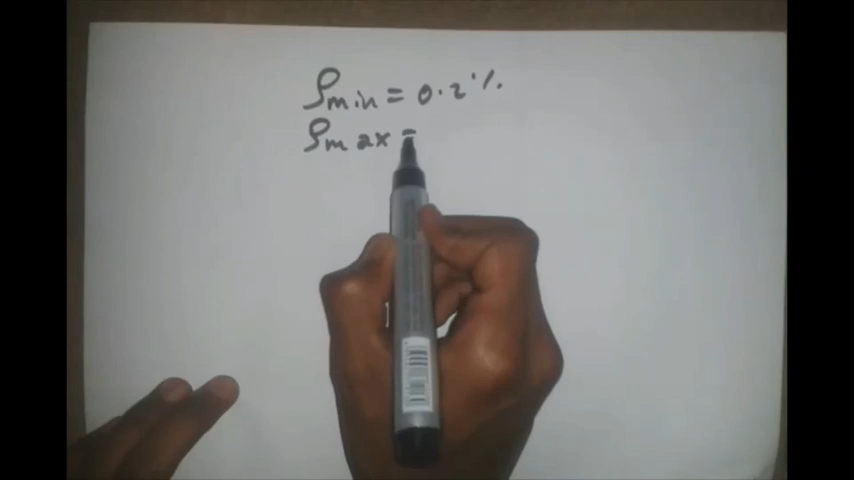 ρmin = 0.2%
ρmax =